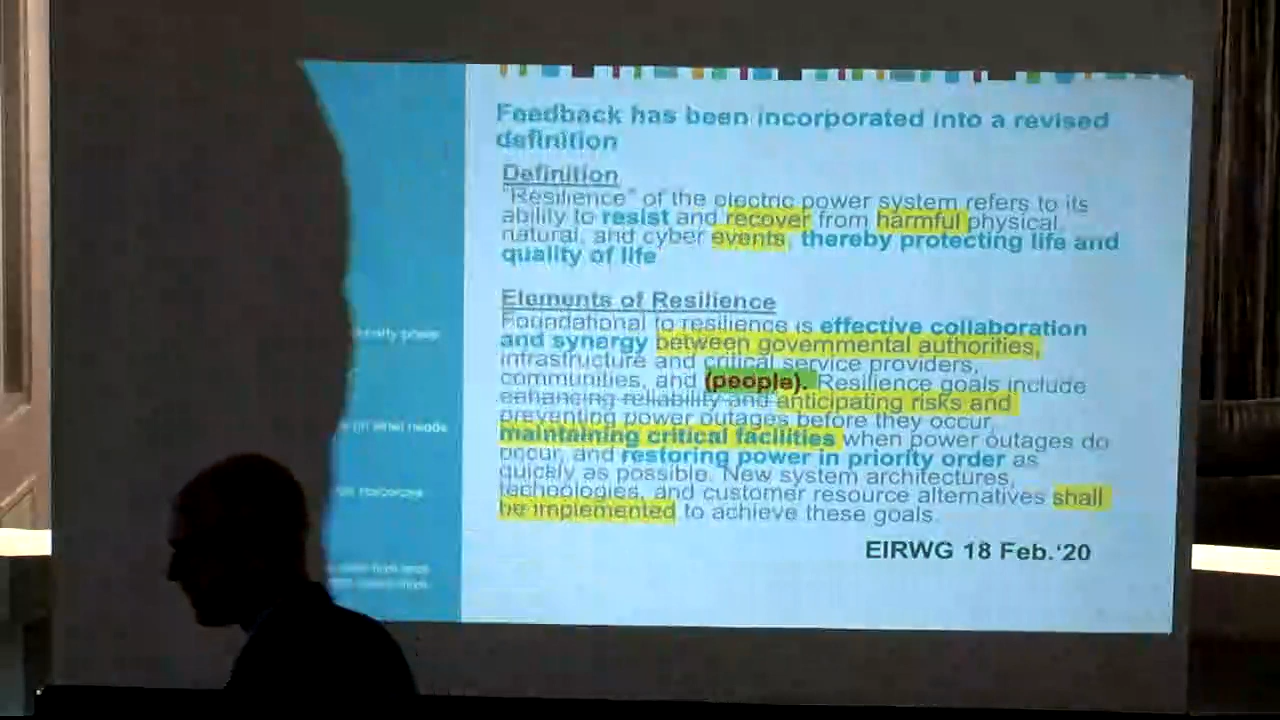 Feedback has been incorporated into a revised
definition
Definition
"Resilience" of the electric power system refers to its
ability to resist and recover from harmful physical,
natural, and cyber events, thereby protecting life and
quality of life
Elements of Resilience
Foundational to resilience is effective collaboration
and synergy between governmental authorities,
infrastructure and critical service providers,
communities, and (people). Resilience goals include
enhancing reliability and anticipating risks and
preventing power outages before they occur,
maintaining critical facilities when power outages do
occur, and restoring power in priority order as
quickly as possible. New system architectures,
technologies, and customer resource alternatives shall
be implemented to achieve these goals.
EIRWG 18 Feb.‘20
power
needs